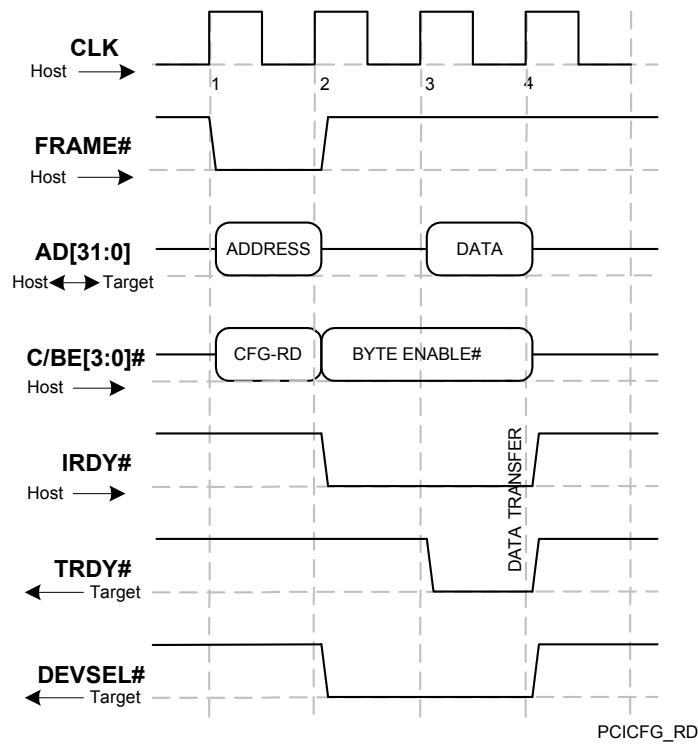 CLK
Host
1 2 3 4
FRAME#
Host
AD[31:0]
ADDRESS DATA
Host Target
C/BE[3:0]#
CFG-RD BYTE ENABLE#
Host
IRDY#
Host
DATA TRANSFER
TRDY#
Target
DEVSEL#
Target
PCICFG_RD